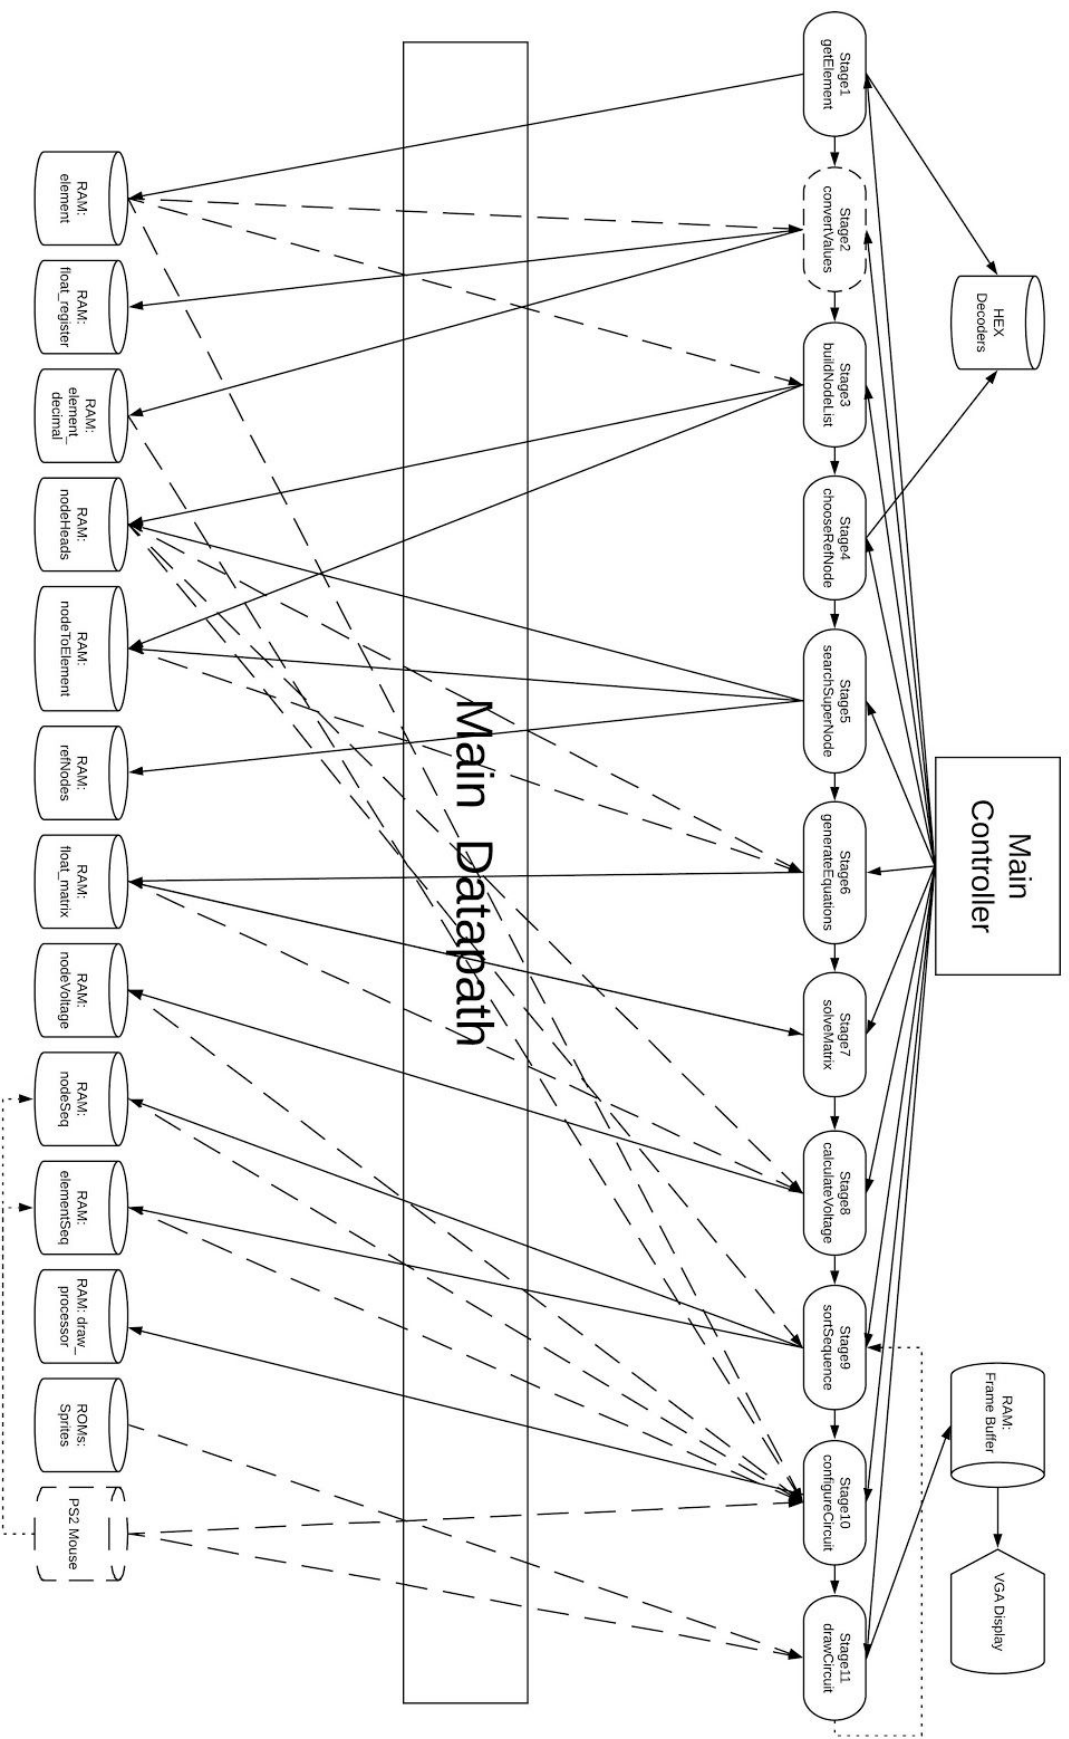 Main
Controller
HEX
Decoders
RAM:
Frame Buffer
VGA Display
Stage1
getElement
Stage2
convertValues
Stage3
buildNodeList
Stage4
chooseRefNode
Stage5
searchSuperNode
Stage6
generateEquations
Stage7
solveMatrix
Stage8
calculateVoltage
Stage9
sortSequence
Stage10
configureCircuit
Stage11
drawCircuit
Main Datapath
RAM:
element
RAM:
float_register
RAM:
element_
decimal
RAM:
nodeHeads
RAM:
nodeToElement
RAM:
refNodes
RAM:
float_matrix
RAM:
nodeVoltage
RAM:
nodeSeq
RAM:
elementSeq
RAM: draw_
processor
ROMs:
Sprites
PS2 Mouse